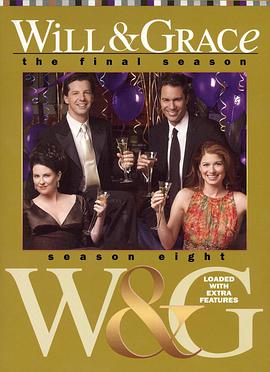 WILL & GRACE
the final season
season eight
W&G
LOADED
WITH
EXTRA
FEATURES